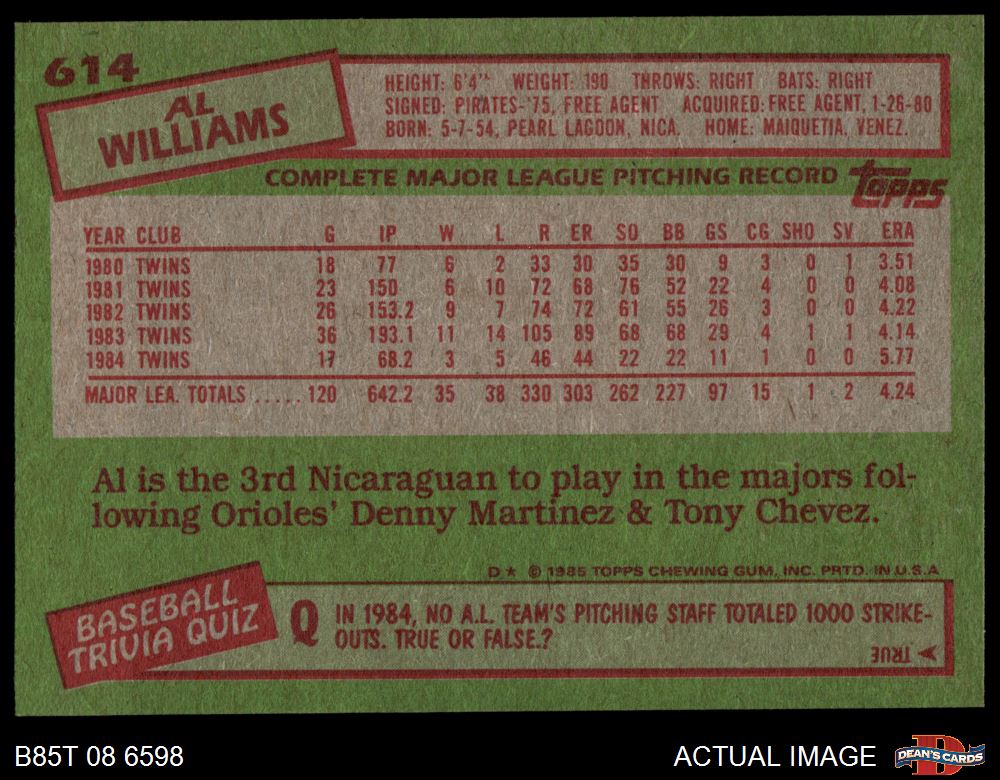 614
AL
WILLIAMS
HEIGHT: 6'4" WEIGHT: 190 THROWS: RIGHT BATS: RIGHT
SIGNED: PIRATES-'75, FREE AGENT ACQUIRED: FREE AGENT, 1-26-80
BORN: 5-7-54, PEARL LAGOON, NICA. HOME: MAIQUETIA, VENEZ.
COMPLETE MAJOR LEAGUE PITCHING RECORD topps
YEAR CLUB G IP W L R ER SO BB GS CG SHO SV ERA
1980 TWINS 18 77 6 2 33 30 35 30 9 3 0 1 3.51
1981 TWINS 23 150 6 10 72 68 76 52 22 4 0 0 4.08
1982 TWINS 26 153.2 9 7 74 72 61 55 26 3 0 0 4.22
1983 TWINS 36 193.1 11 14 105 89 68 68 29 4 1 1 4.14
1984 TWINS 17 68.2 3 5 46 44 22 22 11 1 0 0 5.77
MAJOR LEA. TOTALS ..... 120 642.2 35 38 330 303 262 227 97 15 1 2 4.24
Al is the 3rd Nicaraguan to play in the majors fol-
lowing Orioles' Denny Martinez & Tony Chevez.
D★ © 1985 TOPPS CHEWING GUM, INC. PRTD. IN U.S.A
BASEBALL
TRIVIA QUIZ
Q IN 1984, NO A.L. TEAM'S PITCHING STAFF TOTALED 1000 STRIKE-
OUTS. TRUE OR FALSE.?
TRUE
B85T 08 6598 ACTUAL IMAGE DEAN'S CARDS